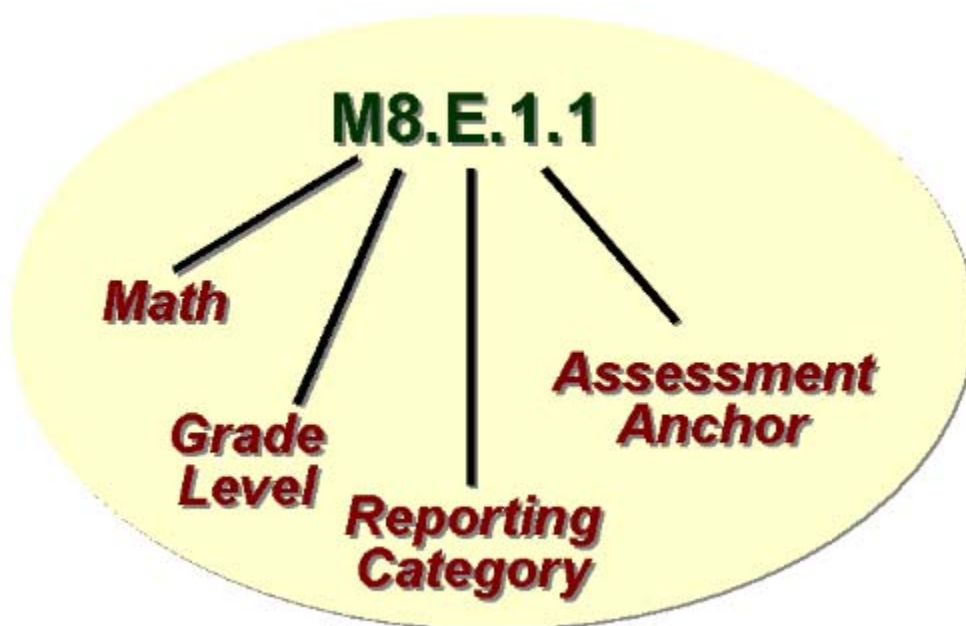 M8.E.1.1
Math
Grade
Level
Reporting
Category
Assessment
Anchor